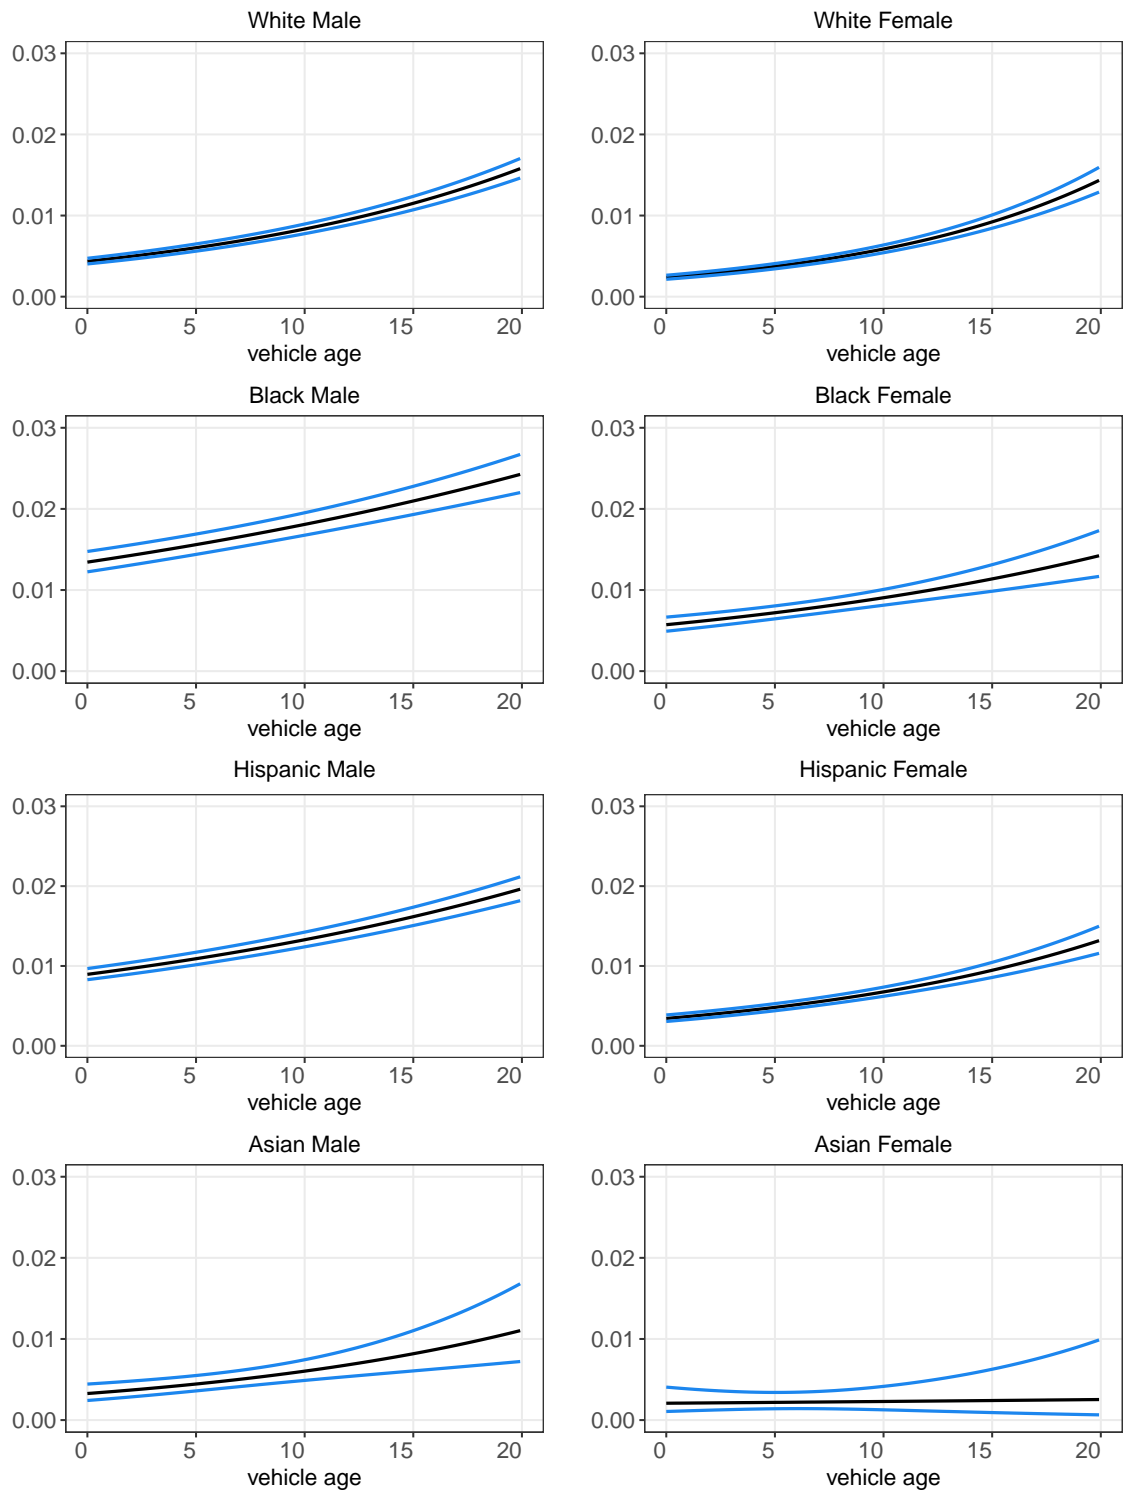 White Male
0.03
0.02
0.01
0.00
0 5 10 15 20
vehicle age
White Female
0.03
0.02
0.01
0.00
0 5 10 15 20
vehicle age
Black Male
0.03
0.02
0.01
0.00
0 5 10 15 20
vehicle age
Black Female
0.03
0.02
0.01
0.00
0 5 10 15 20
vehicle age
Hispanic Male
0.03
0.02
0.01
0.00
0 5 10 15 20
vehicle age
Hispanic Female
0.03
0.02
0.01
0.00
0 5 10 15 20
vehicle age
Asian Male
0.03
0.02
0.01
0.00
0 5 10 15 20
vehicle age
Asian Female
0.03
0.02
0.01
0.00
0 5 10 15 20
vehicle age